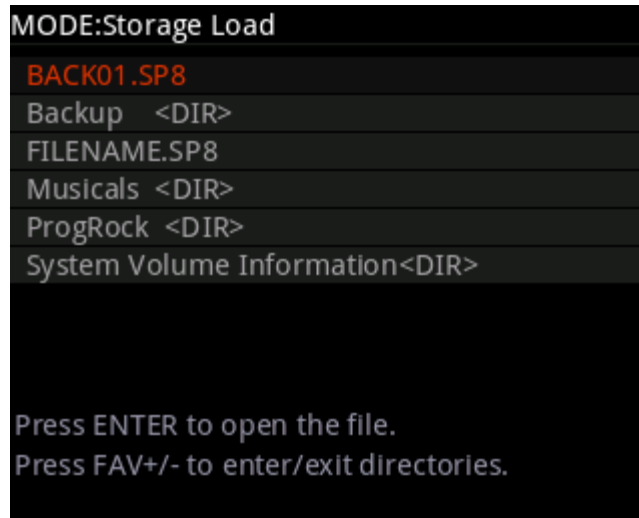 MODE:Storage Load
BACK01.SP8
Backup <DIR>
FILENAME.SP8
Musicals <DIR>
ProgRock <DIR>
System Volume Information<DIR>
Press ENTER to open the file.
Press FAV+/- to enter/exit directories.